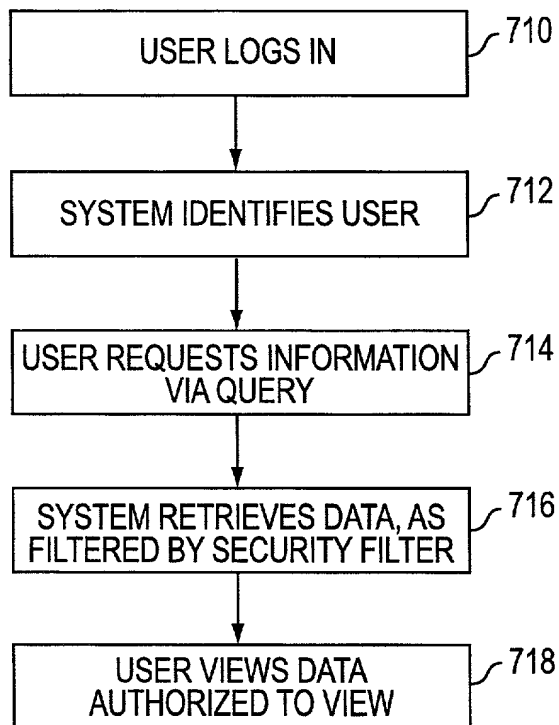 USER LOGS IN
710
SYSTEM IDENTIFIES USER
712
USER REQUESTS INFORMATION
VIA QUERY
714
SYSTEM RETRIEVES DATA, AS
FILTERED BY SECURITY FILTER
716
USER VIEWS DATA
AUTHORIZED TO VIEW
718